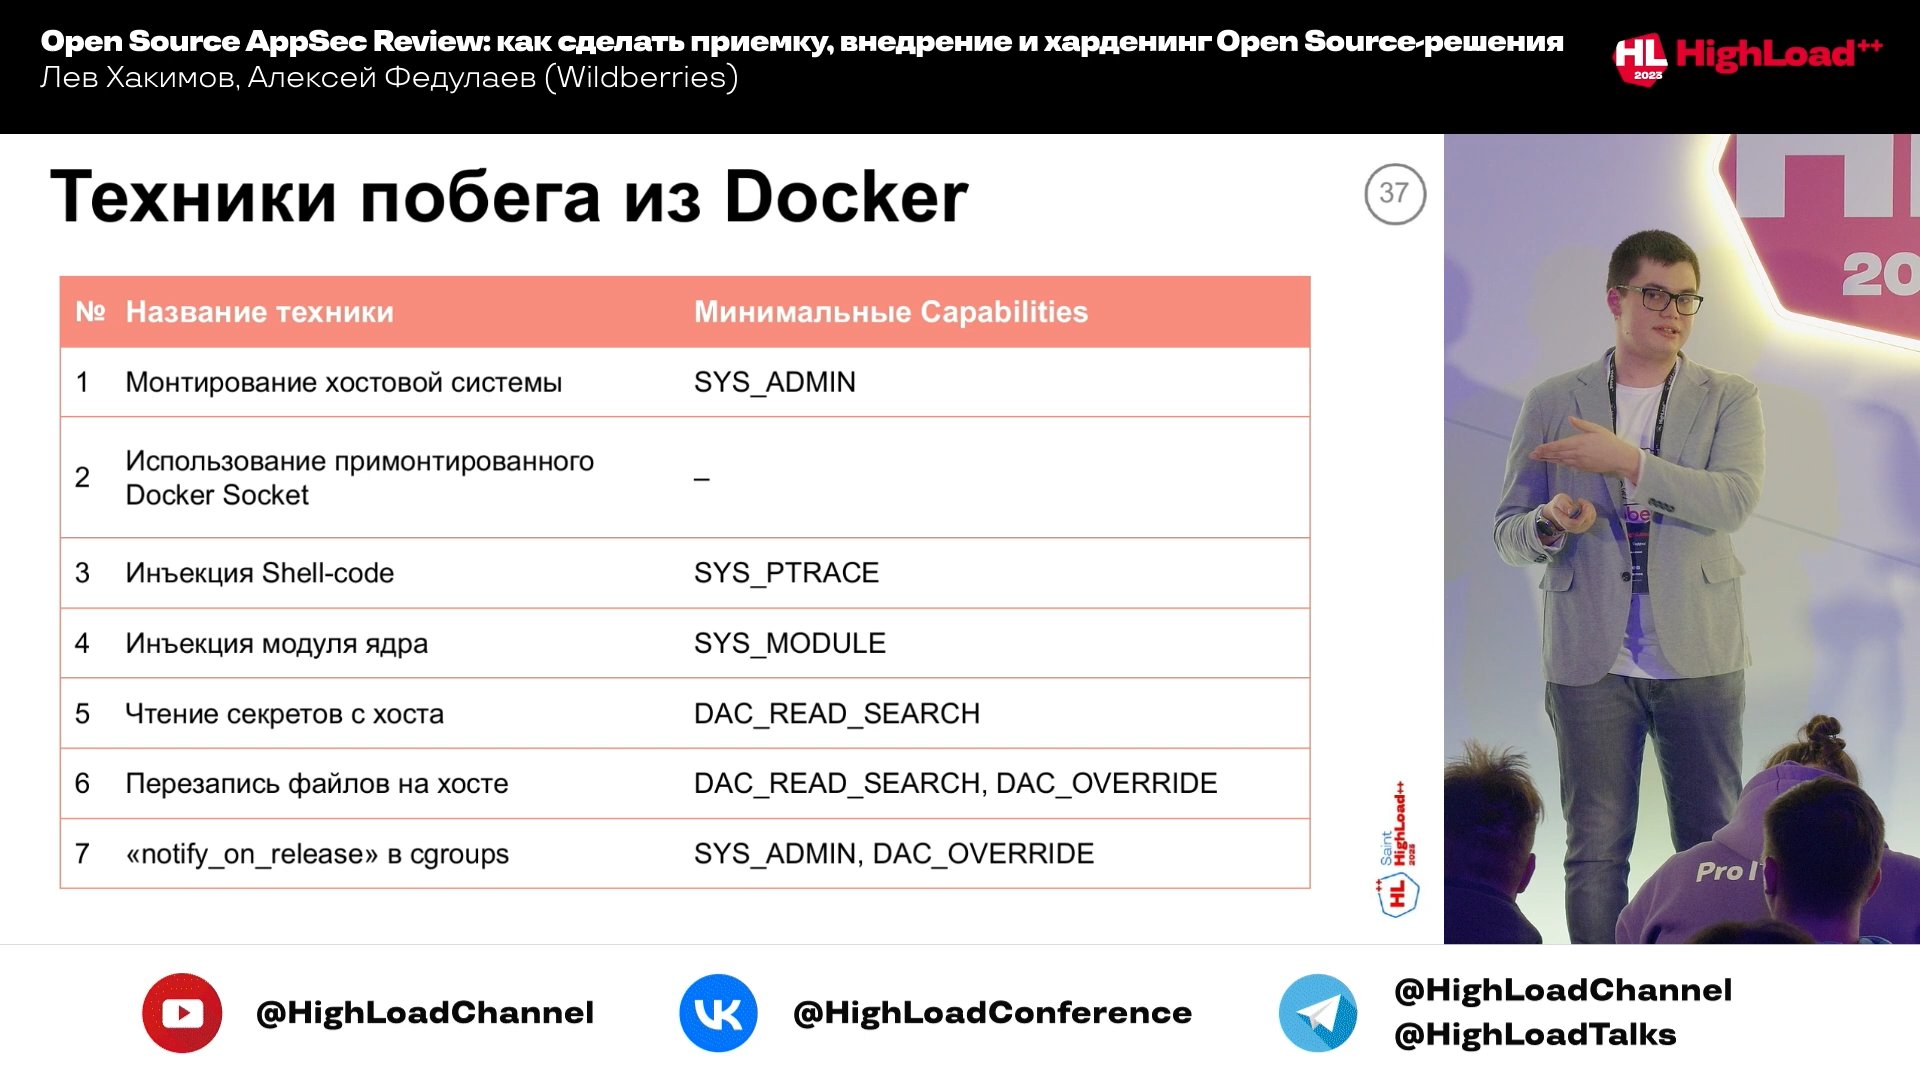 Open Source AppSec Review: как сделать приемку, внедрение и харденинг Open Source-решения
Лев Хакимов, Алексей Федулаев (Wildberries)
HL 2023 HighLoad++
Техники побега из Docker
37
№ Название техники Минимальные Capabilities
1 Монтирование хостовой системы SYS_ADMIN
2 Использование примонтированного
Docker Socket –
3 Инъекция Shell-code SYS_PTRACE
4 Инъекция модуля ядра SYS_MODULE
5 Чтение секретов с хоста DAC_READ_SEARCH
6 Перезапись файлов на хосте DAC_READ_SEARCH, DAC_OVERRIDE
7 «notify_on_release» в cgroups SYS_ADMIN, DAC_OVERRIDE
HL++ Saint
HighLoad++
20
Pro I
@HighLoadChannel
@HighLoadConference
@HighLoadChannel
@HighLoadTalks